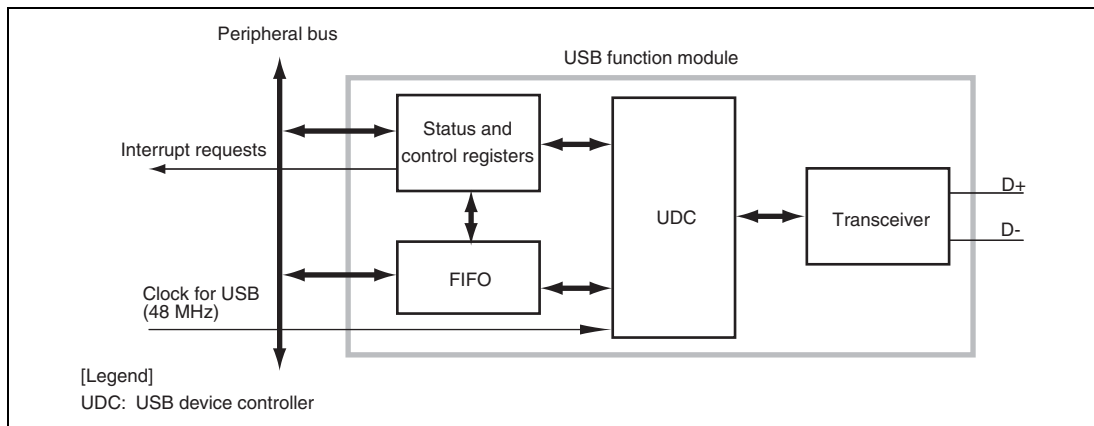 Peripheral bus
USB function module
Status and
control registers
Interrupt requests
UDC
Transceiver
D+
D-
FIFO
Clock for USB
(48 MHz)
[Legend]
UDC: USB device controller